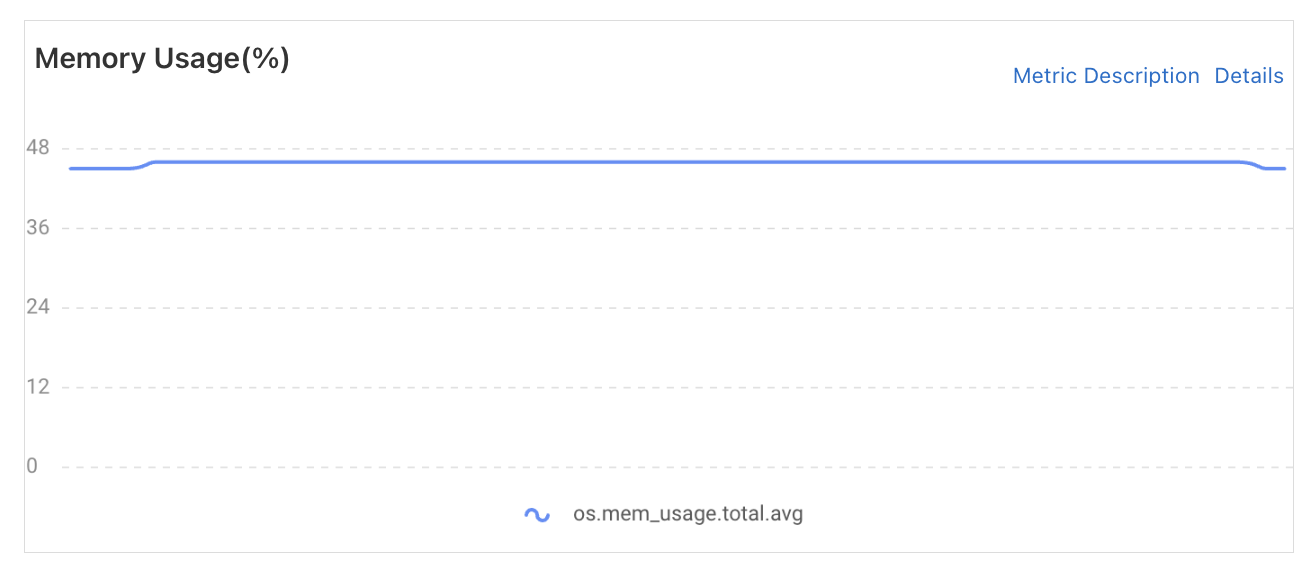 Memory Usage(%)
Metric Description Details
48
36
24
12
0
os.mem_usage.total.avg